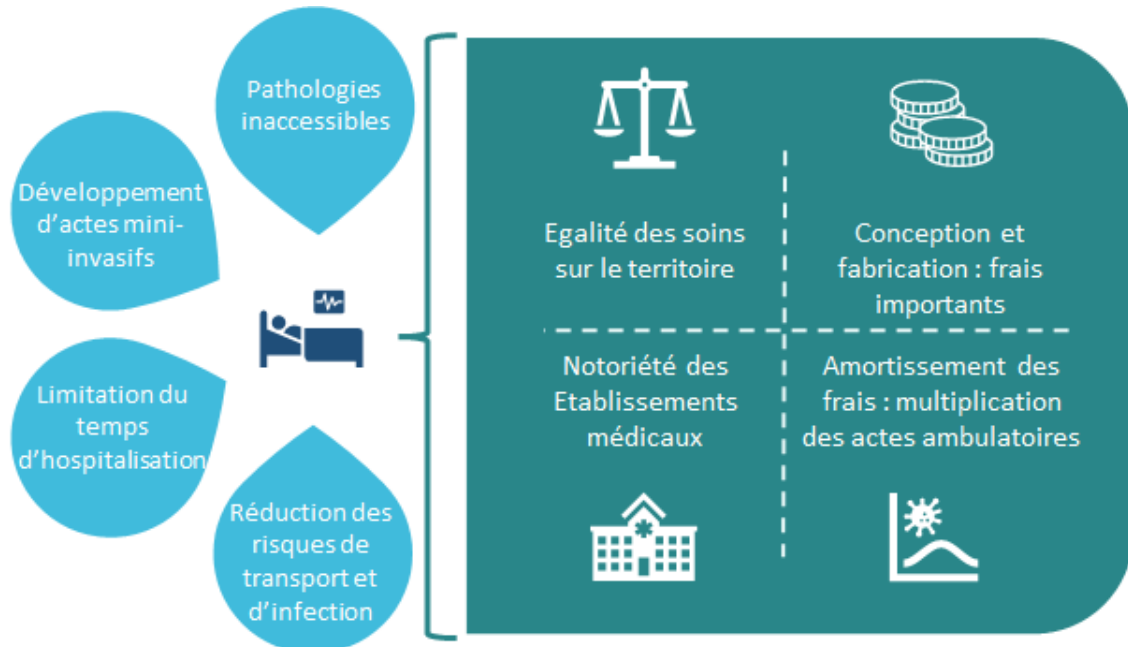 Pathologies
inaccessibles
Développement
d'actes mini-
invasifs
Limitation du
temps
d'hospitalisation
Réduction des
risques de
transport et
d'infection
Egalité des soins
sur le territoire
Conception et
fabrication : frais
importants
Notoriété des
Etablissements
médicaux
Amortissement des
frais : multiplication
des actes ambulatoires